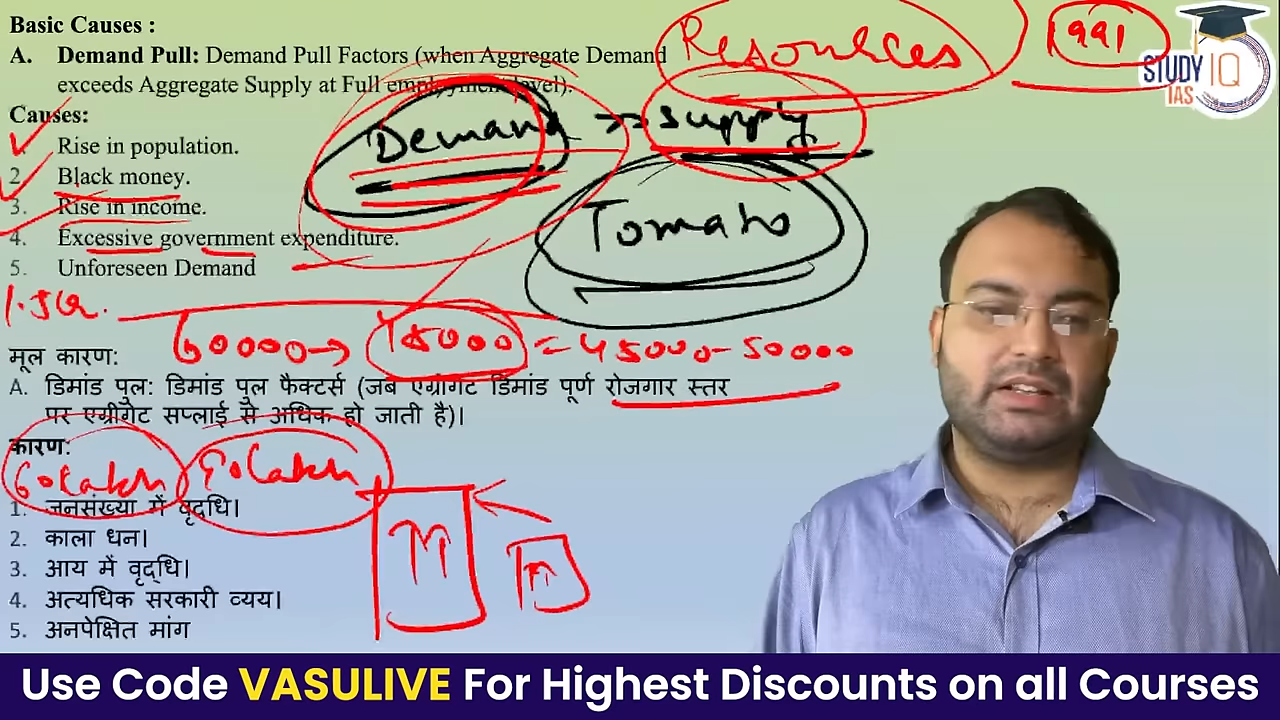 Basic Causes :
A. Demand Pull: Demand Pull Factors (when Aggregate Demand
exceeds Aggregate Supply at Full employment level).
Causes:
1. Rise in population.
2. Black money.
3. Rise in income.
4. Excessive government expenditure.
5. Unforeseen Demand
Resources
1991
STUDY IQ
IAS
Demand >> supply
Tomato
60000 → 45000 = 45000-50000
मूल कारण:
A. डिमांड पुल: डिमांड पुल फैक्टर्स (जब एग्रीगेट डिमांड पूर्ण रोजगार स्तर
पर एग्रीगेट सप्लाई से अधिक हो जाती है)।
कारण:
60 Lakh
1. जनसंख्या में वृद्धि।
2. काला धन।
3. आय में वृद्धि।
4. अत्यधिक सरकारी व्यय।
5. अनपेक्षित मांग
M
Use Code VASULIVE For Highest Discounts on all Courses